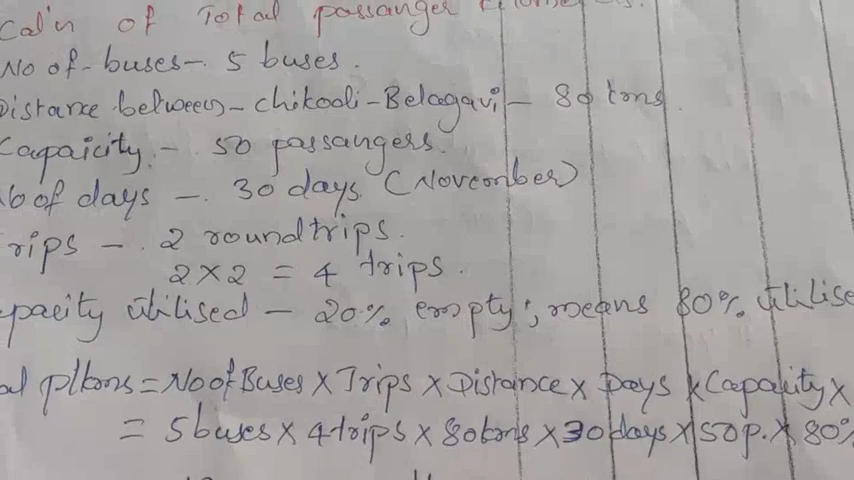 Cal'n of Total passanger
No of-buses-. 5 buses.
Distance between-chikodi-Belagavi- 80 kms.
Capaicity.- 50 passangers.
of days -. 30 days. (November)
rips -. 2 roundtrips.
2 x 2 = 4 trips.
pacity utilised - 20% empty; means 80% utilise
al p/kms = No of Buses x Trips x Distance x Days x Capacity x
= 5 buses x 4 trips x 80 kms x 30 days x 50 p. x 80%